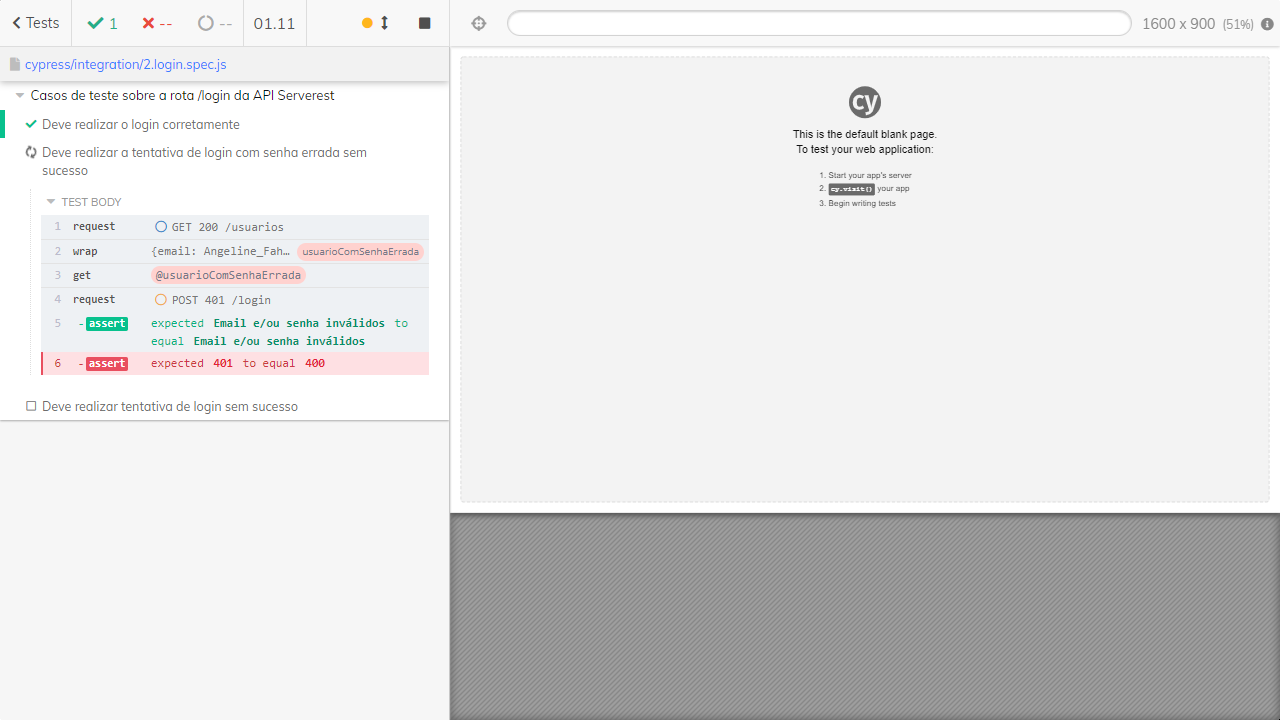 Tests 1 -- -- 01.11 1600 x 900 (51%)
cypress/integration/2.login.spec.js
Casos de teste sobre a rota /login da API Serverest
Deve realizar o login corretamente
Deve realizar a tentativa de login com senha errada sem
sucesso
TEST BODY
1 request GET 200 /usuarios
2 wrap {email: Angeline_Fah… usuarioComSenhaErrada
3 get @usuarioComSenhaErrada
4 request POST 401 /login
5 -assert expected Email e/ou senha inválidos to
equal Email e/ou senha inválidos
6 -assert expected 401 to equal 400
Deve realizar tentativa de login sem sucesso
cy
This is the default blank page.
To test your web application:
1. Start your app's server
2. cy.visit() your app
3. Begin writing tests